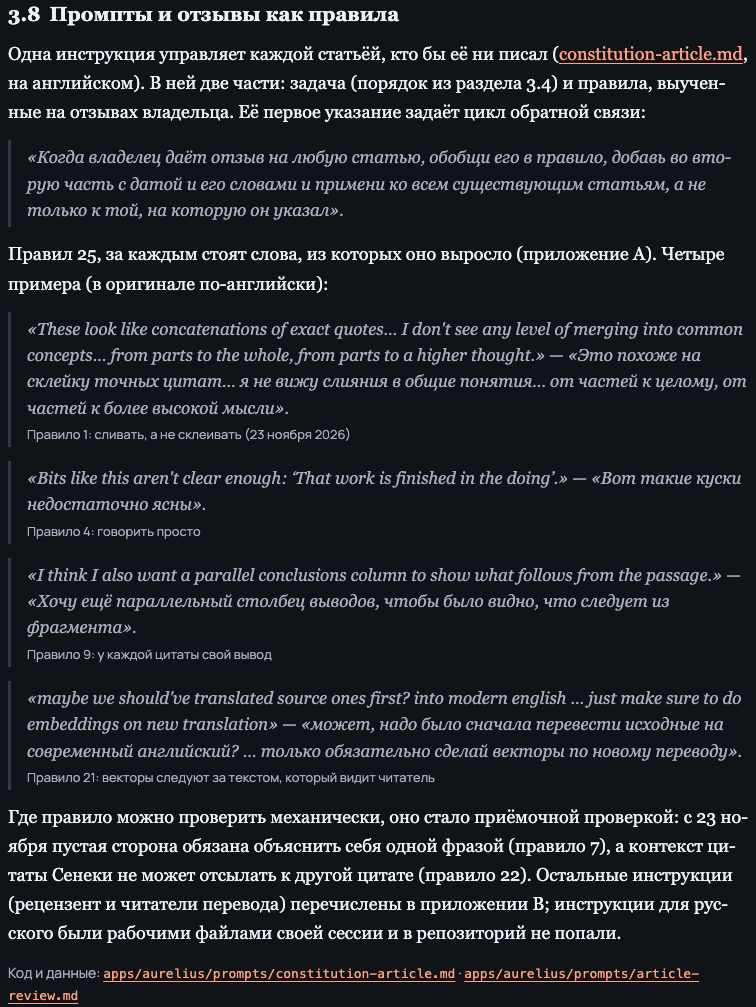 3.8 Промпты и отзывы как правила
Одна инструкция управляет каждой статьёй, кто бы её ни писал (constitution-article.md,
на английском). В ней две части: задача (порядок из раздела 3.4) и правила, выучен-
ные на отзывах владельца. Её первое указание задаёт цикл обратной связи:
«Когда владелец даёт отзыв на любую статью, обобщи его в правило, добавь во вто-
рую часть с датой и его словами и примени ко всем существующим статьям, а не
только к той, на которую он указал».
Правил 25, за каждым стоят слова, из которых оно выросло (приложение A). Четыре
примера (в оригинале по-английски):
«These look like concatenations of exact quotes... I don't see any level of merging into common
concepts... from parts to the whole, from parts to a higher thought.» — «Это похоже на
склейку точных цитат... я не вижу слияния в общие понятия... от частей к целому, от
частей к более высокой мысли».
Правило 1: сливать, а не склеивать (23 ноября 2026)
«Bits like this aren't clear enough: ‘That work is finished in the doing’.» — «Вот такие куски
недостаточно ясны».
Правило 4: говорить просто
«I think I also want a parallel conclusions column to show what follows from the passage.» —
«Хочу ещё параллельный столбец выводов, чтобы было видно, что следует из
фрагмента».
Правило 9: у каждой цитаты свой вывод
«maybe we should've translated source ones first? into modern english ... just make sure to do
embeddings on new translation» — «может, надо было сначала перевести исходные на
современный английский? ... только обязательно сделай векторы по новому переводу».
Правило 21: векторы следуют за текстом, который видит читатель
Где правило можно проверить механически, оно стало приёмочной проверкой: с 23 но-
ября пустая сторона обязана объяснить себя одной фразой (правило 7), а контекст ци-
таты Сенеки не может отсылать к другой цитате (правило 22). Остальные инструкции
(рецензент и читатели перевода) перечислены в приложении B; инструкции для рус-
ского были рабочими файлами своей сессии и в репозиторий не попали.
Код и данные: apps/aurelius/prompts/constitution-article.md · apps/aurelius/prompts/article-
review.md